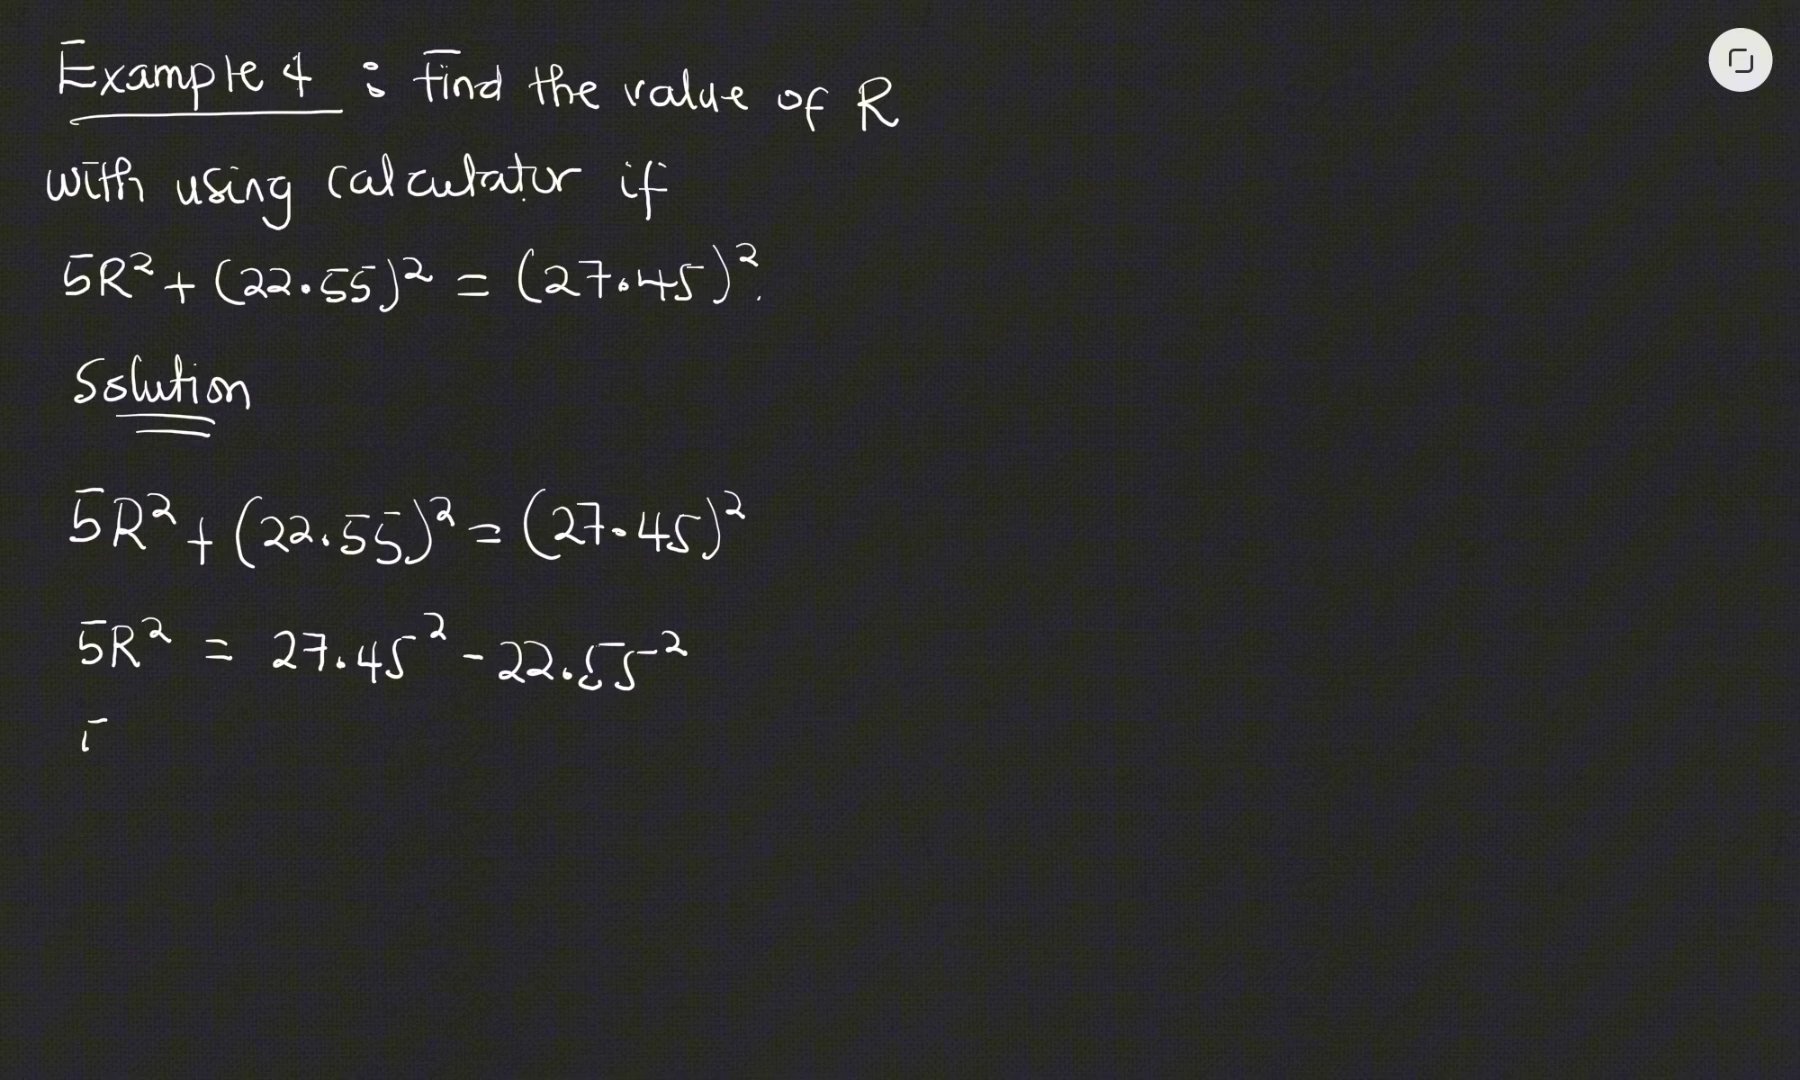 Example 4 : Find the value of R
with using calculator if
5R² + (22.55)² = (27.45)².
Solution
5R² + (22.55)² = (27.45)²
5R² = 27.45² - 22.55²